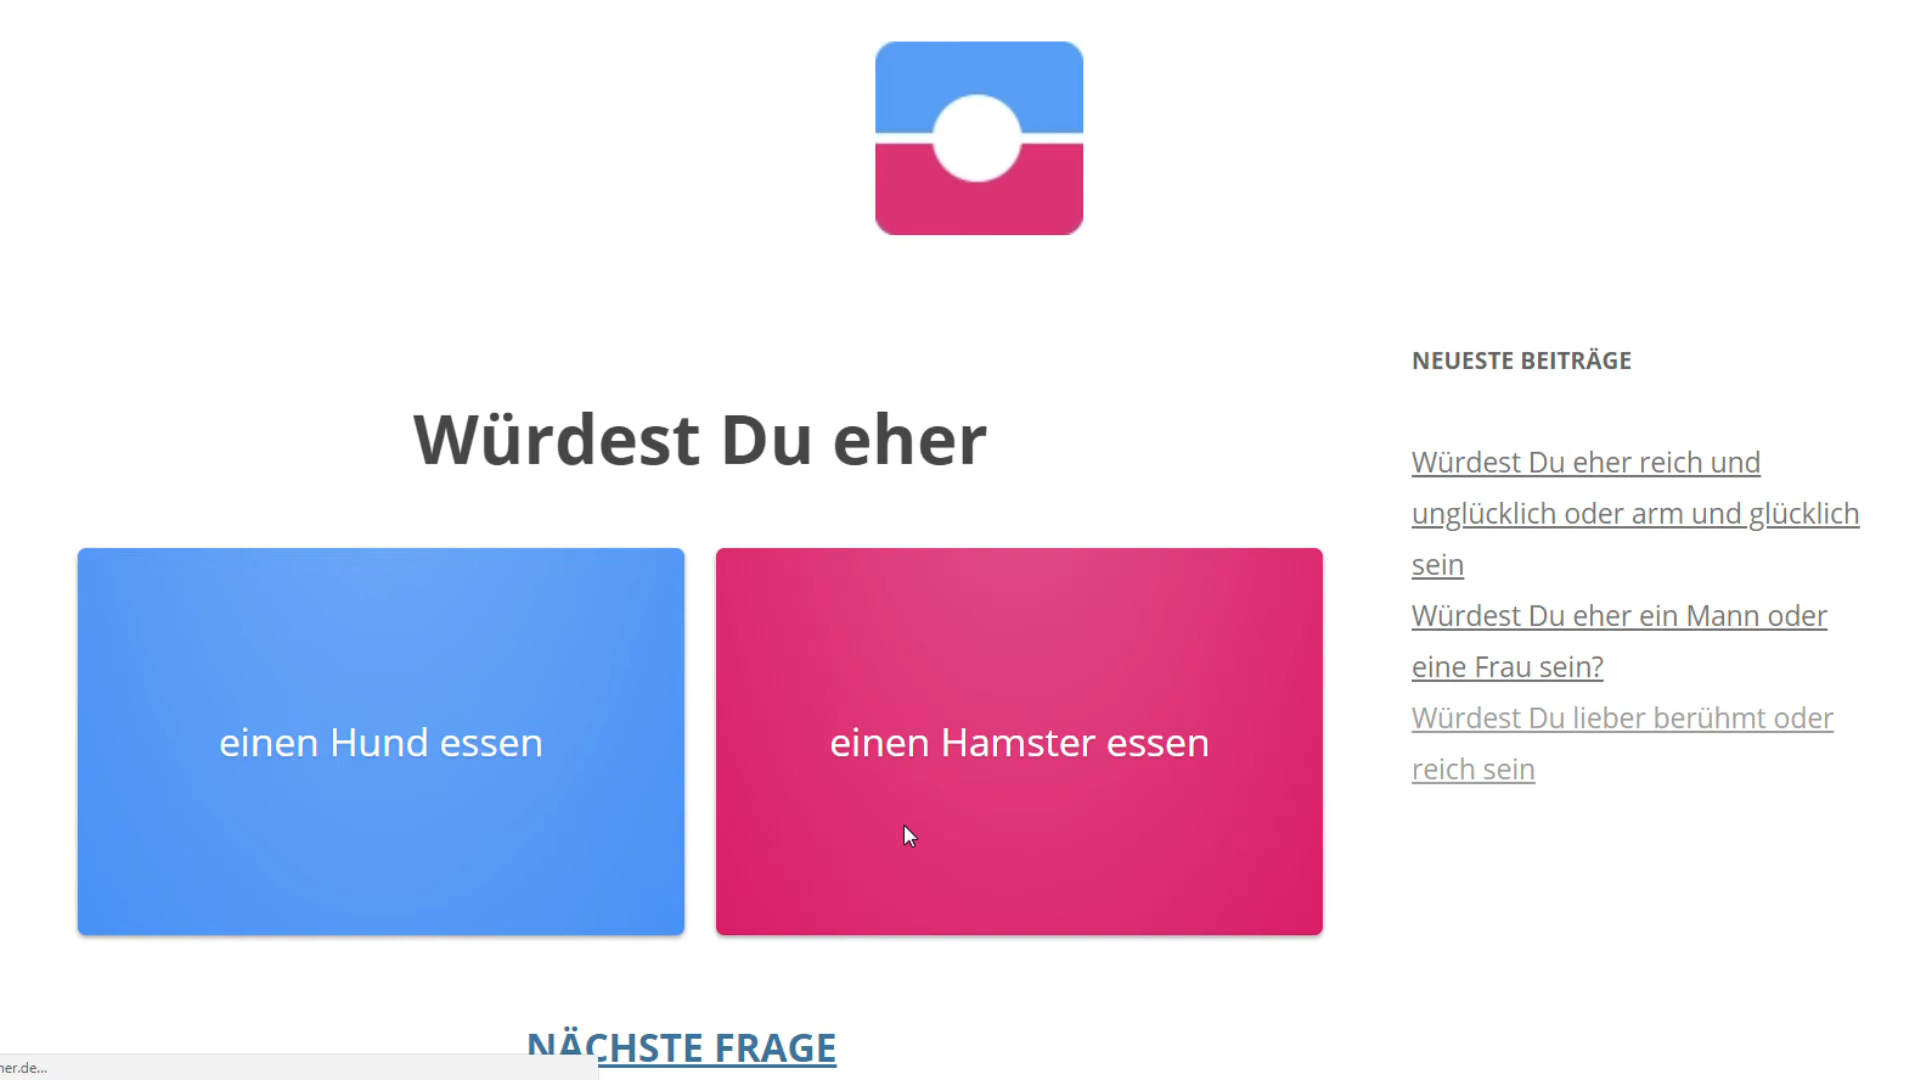 Würdest Du eher
einen Hund essen
einen Hamster essen
NÄCHSTE FRAGE
NEUESTE BEITRÄGE
Würdest Du eher reich und
unglücklich oder arm und glücklich
sein
Würdest Du eher ein Mann oder
eine Frau sein?
Würdest Du lieber berühmt oder
reich sein
her.de...